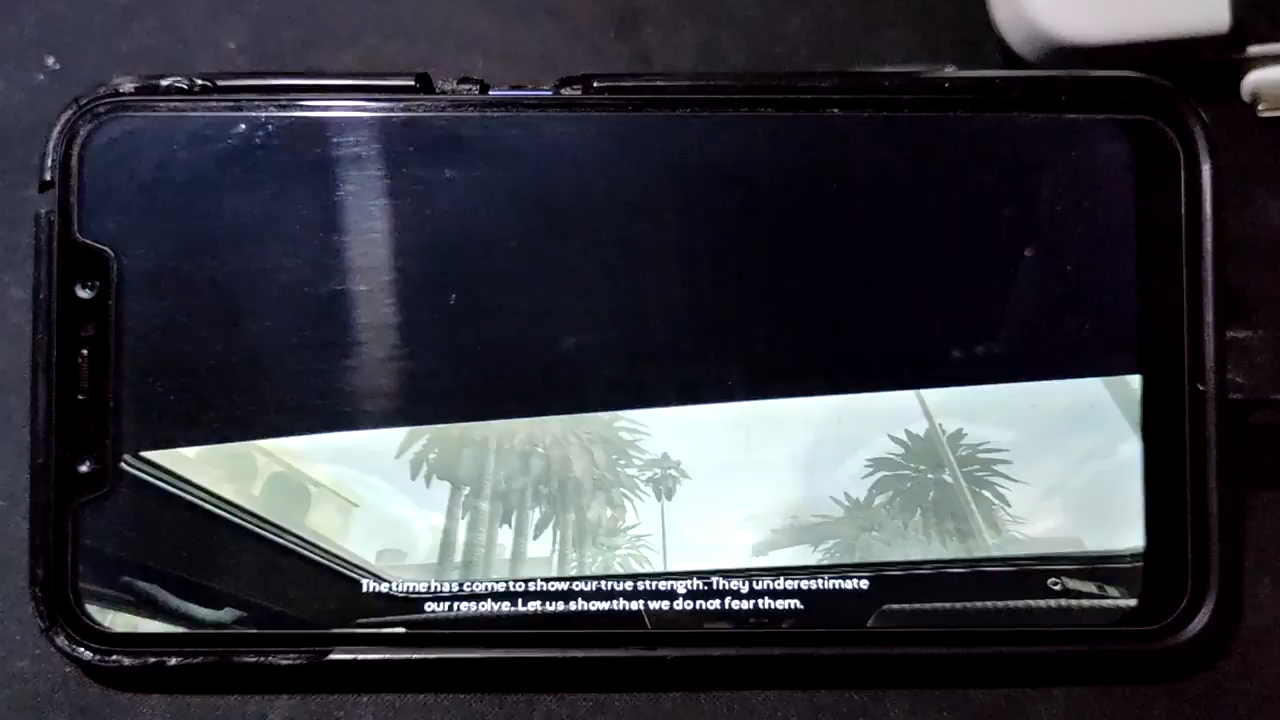 The time has come to show our true strength. They underestimate
our resolve. Let us show that we do not fear them.